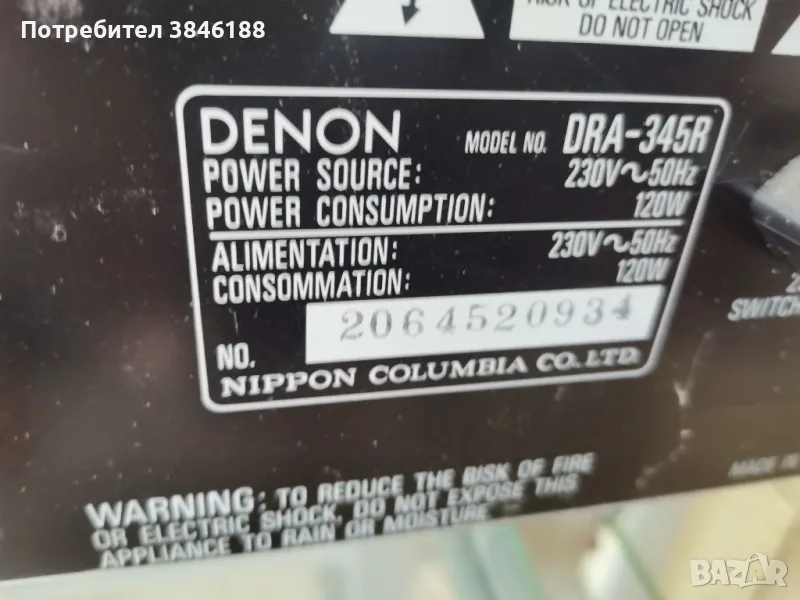 Потребител 3846188
RISK OF ELECTRIC SHOCK
DO NOT OPEN
DENON MODEL NO. DRA-345R
POWER SOURCE: 230V~50Hz
POWER CONSUMPTION: 120W
ALIMENTATION: 230V~50Hz
CONSOMMATION: 120W
NO. 2064520934
NIPPON COLUMBIA CO. LTD.
SWITCH
MADE IN
WARNING: TO REDUCE THE RISK OF FIRE
OR ELECTRIC SHOCK, DO NOT EXPOSE THIS
APPLIANCE TO RAIN OR MOISTURE
BAZAR